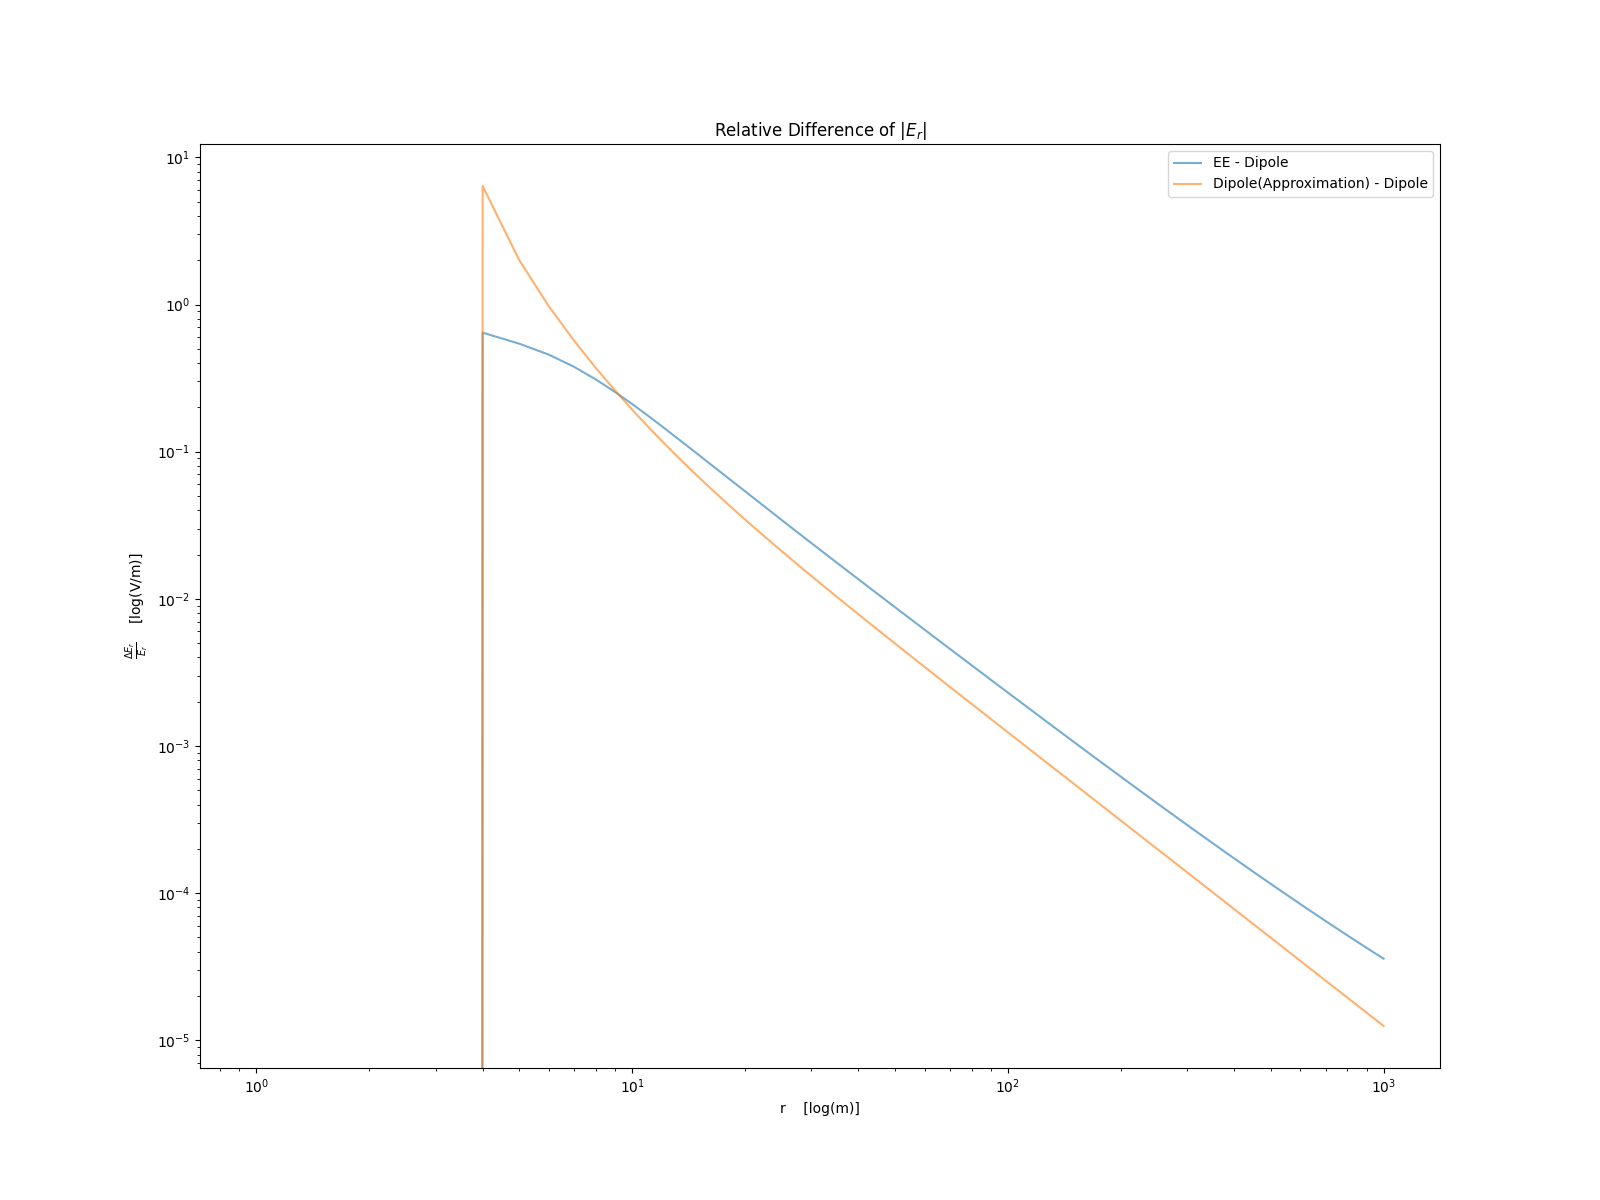 Relative Difference of |E_r|
EE - Dipole
Dipole(Approximation) - Dipole
10^1
10^0
10^-1
10^-2
10^-3
10^-4
10^-5
ΔE_r/E_r [log(V/m)]
10^0 10^1 10^2 10^3
r [log(m)]